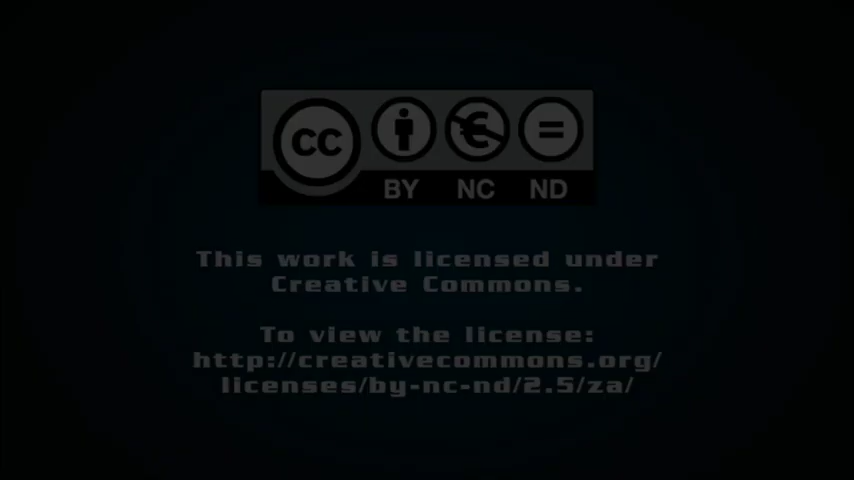 CC
BY NC ND
This work is licensed under
Creative Commons.
To view the license:
http://creativecommons.org/
licenses/by-nc-nd/2.5/za/